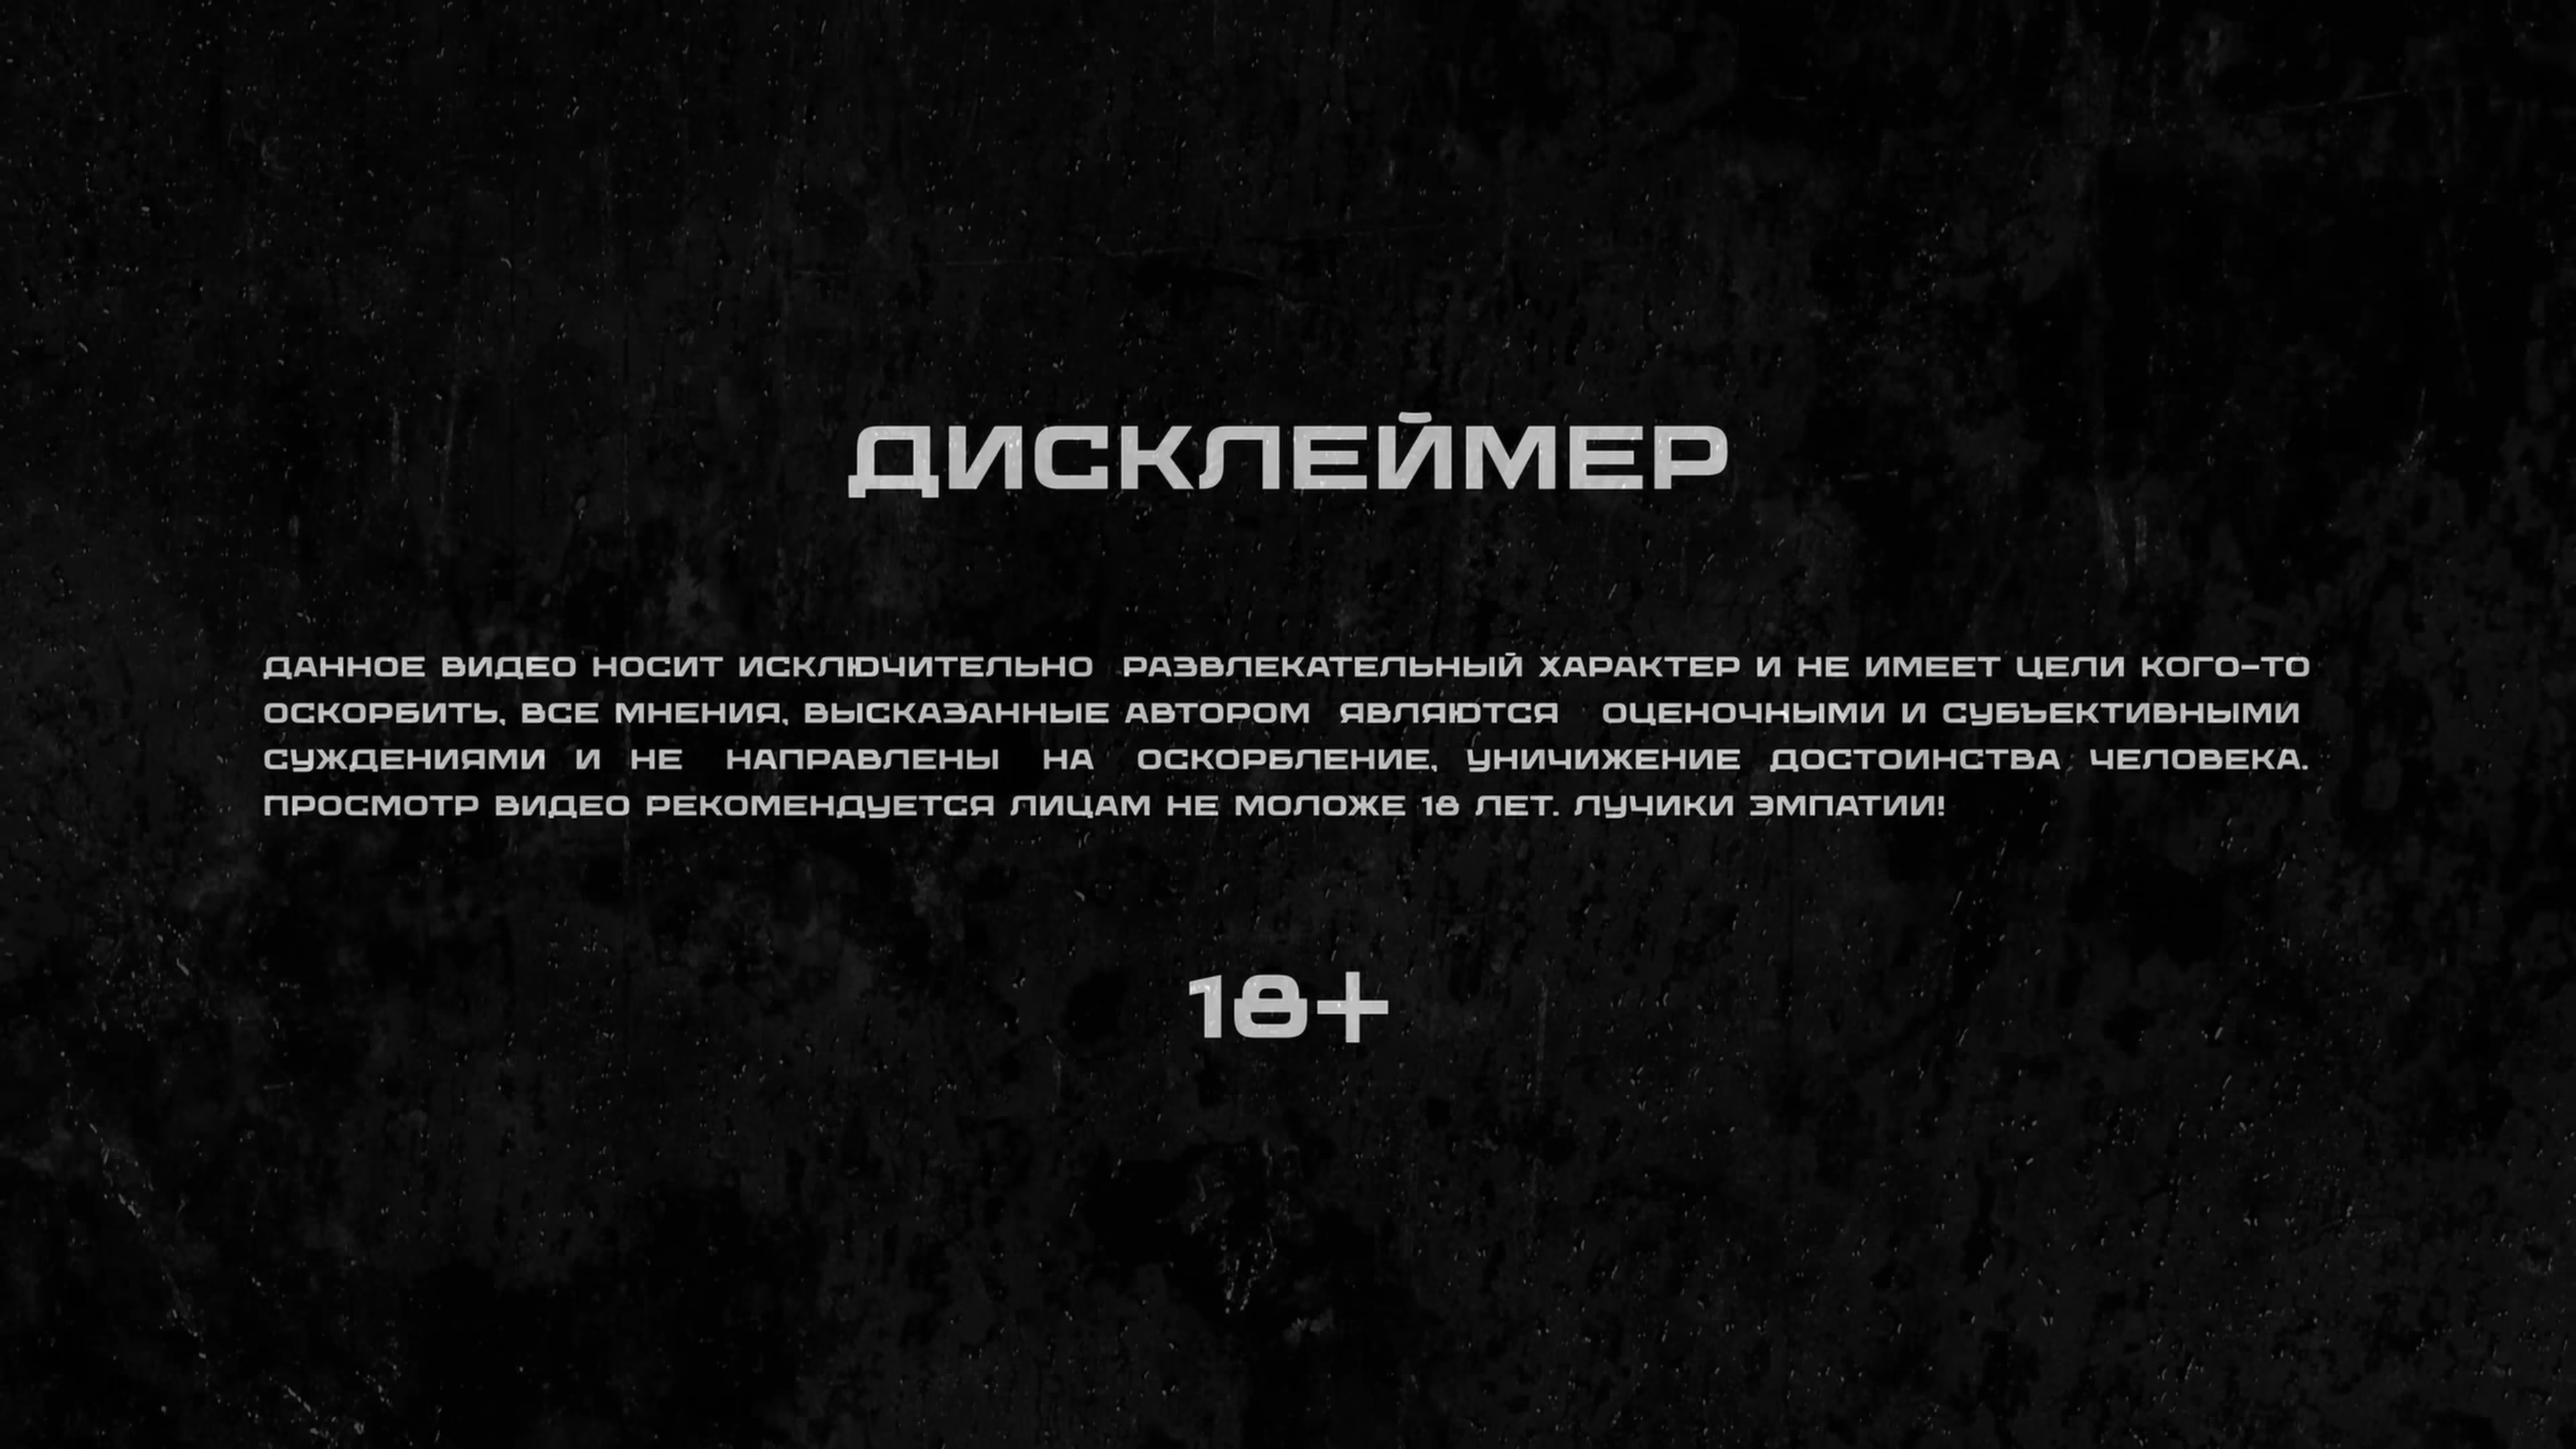 ДИСКЛЕЙМЕР
ДАННОЕ ВИДЕО НОСИТ ИСКЛЮЧИТЕЛЬНО РАЗВЛЕКАТЕЛЬНЫЙ ХАРАКТЕР И НЕ ИМЕЕТ ЦЕЛИ КОГО-ТО
ОСКОРБИТЬ, ВСЕ МНЕНИЯ, ВЫСКАЗАННЫЕ АВТОРОМ ЯВЛЯЮТСЯ ОЦЕНОЧНЫМИ И СУБЪЕКТИВНЫМИ
СУЖДЕНИЯМИ И НЕ НАПРАВЛЕНЫ НА ОСКОРБЛЕНИЕ, УНИЧИЖЕНИЕ ДОСТОИНСТВА ЧЕЛОВЕКА.
ПРОСМОТР ВИДЕО РЕКОМЕНДУЕТСЯ ЛИЦАМ НЕ МОЛОЖЕ 18 ЛЕТ. ЛУЧИКИ ЭМПАТИИ!
18+